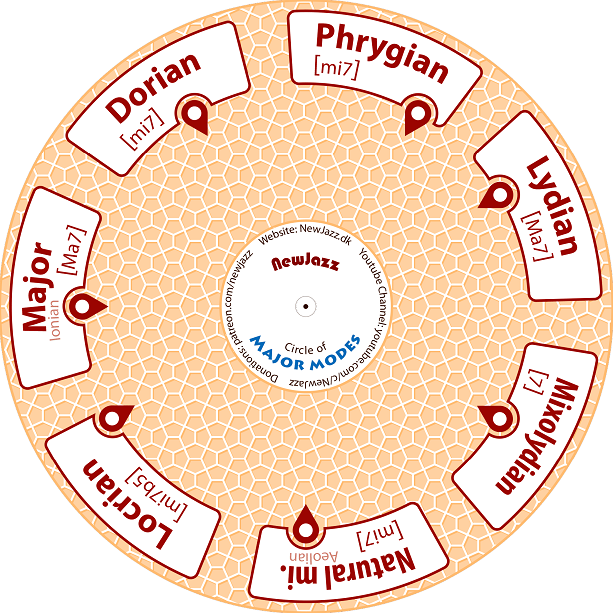 Phrygian
[mi7]
Dorian
[mi7]
Lydian
[Ma7]
Major
Ionian
[Ma7]
Website: NewJazz.dk
Youtube Channel: youtube.com/c/NewJazz
Donations: patreon.com/newjazz
NewJazz
Circle of
MAJOR MODES
Mixolydian
[7]
Locrian
[mi7b5]
Natural mi.
Aeolian
[mi7]